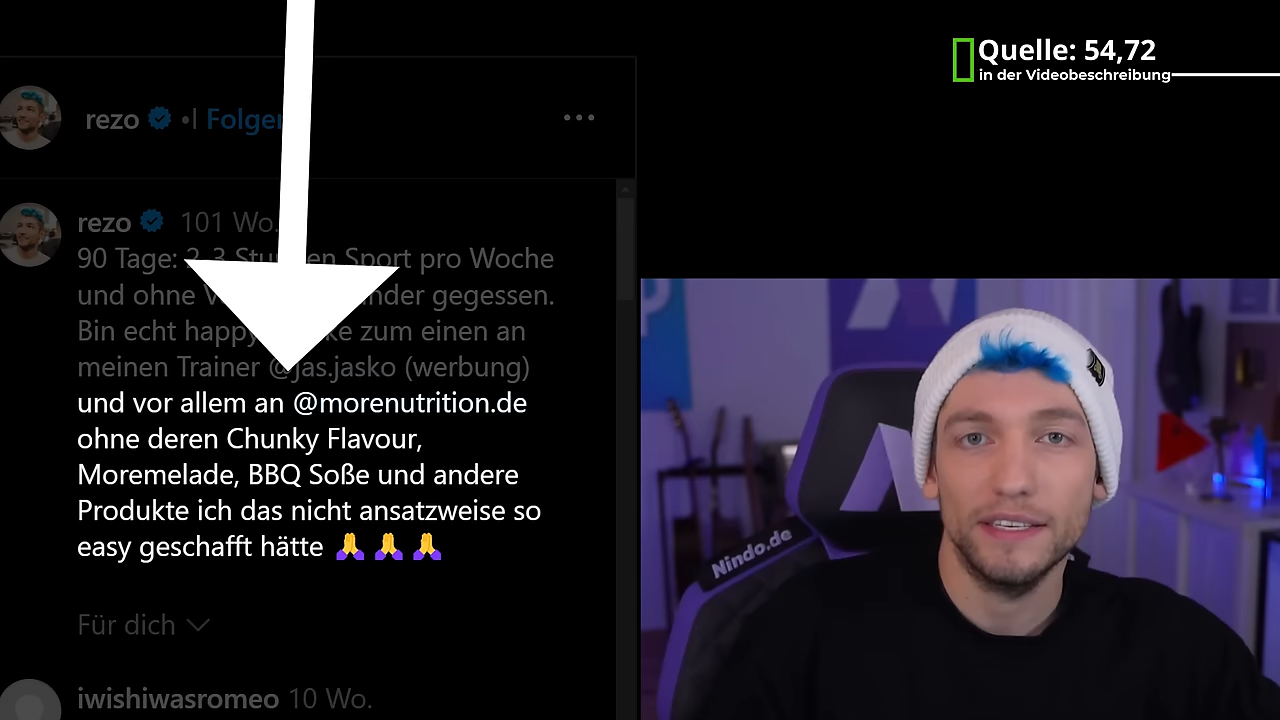 Quelle: 54,72
in der Videobeschreibung
rezo • Folgen
rezo 101 Wo.
90 Tage: 2-3 Stunden Sport pro Woche
und ohne gegessen.
Bin echt happy. zum einen an
meinen Trainer @jas.jasko (werbung)
und vor allem an @morenutrition.de
ohne deren Chunky Flavour,
Moremelade, BBQ Soße und andere
Produkte ich das nicht ansatzweise so
easy geschafft hätte 🙏 🙏 🙏
Für dich
iwishiwasromeo 10 Wo.
Nindo.de